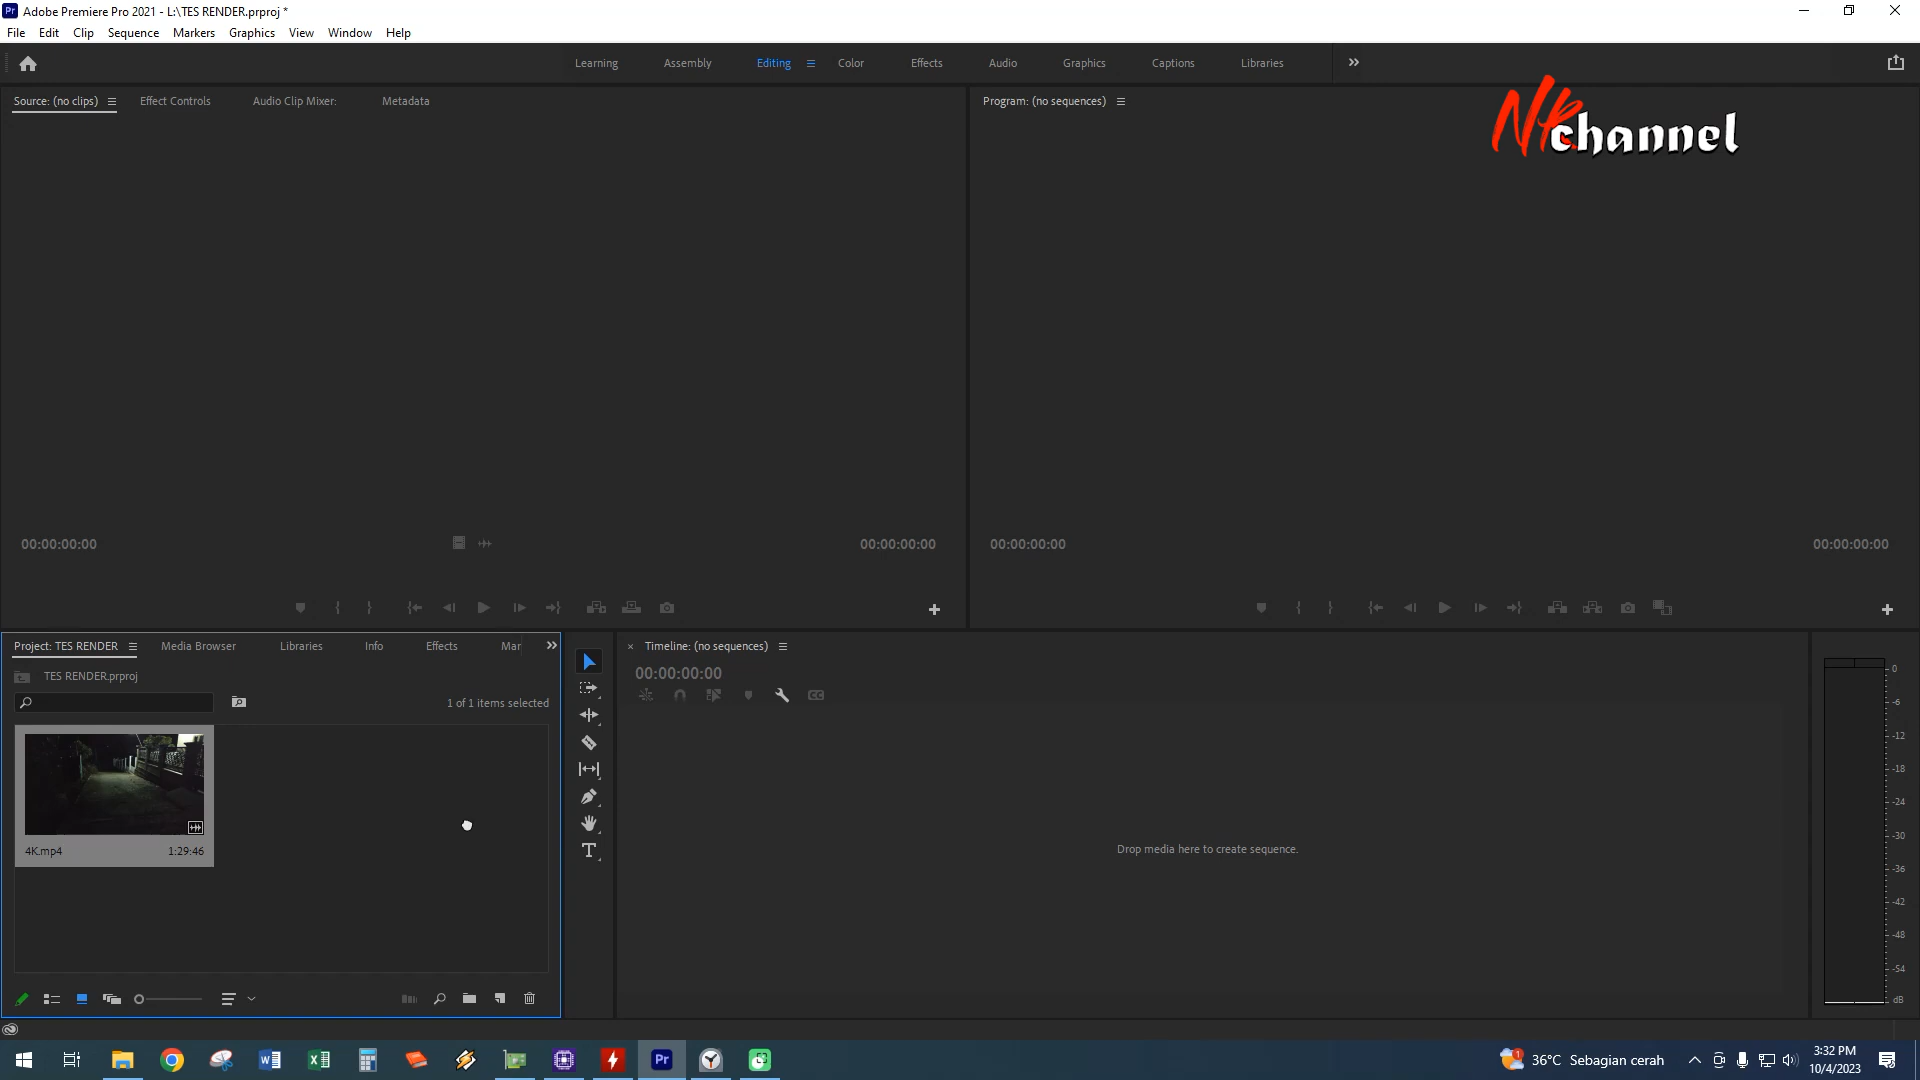 Adobe Premiere Pro 2021 - L:\TES RENDER.prproj *
File Edit Clip Sequence Markers Graphics View Window Help
Learning Assembly Editing Color Effects Audio Graphics Captions Libraries
Source: (no clips) Effect Controls Audio Clip Mixer: Metadata
Program: (no sequences)
NR channel
00:00:00:00 00:00:00:00
00:00:00:00 00:00:00:00
Project: TES RENDER Media Browser Libraries Info Effects Mar
TES RENDER.prproj
1 of 1 items selected
4K.mp4 1:29:46
Timeline: (no sequences)
00:00:00:00
Drop media here to create sequence.
0
-6
-12
-18
-24
-30
-36
-42
-48
-54
dB
36°C Sebagian cerah
3:32 PM
10/4/2023